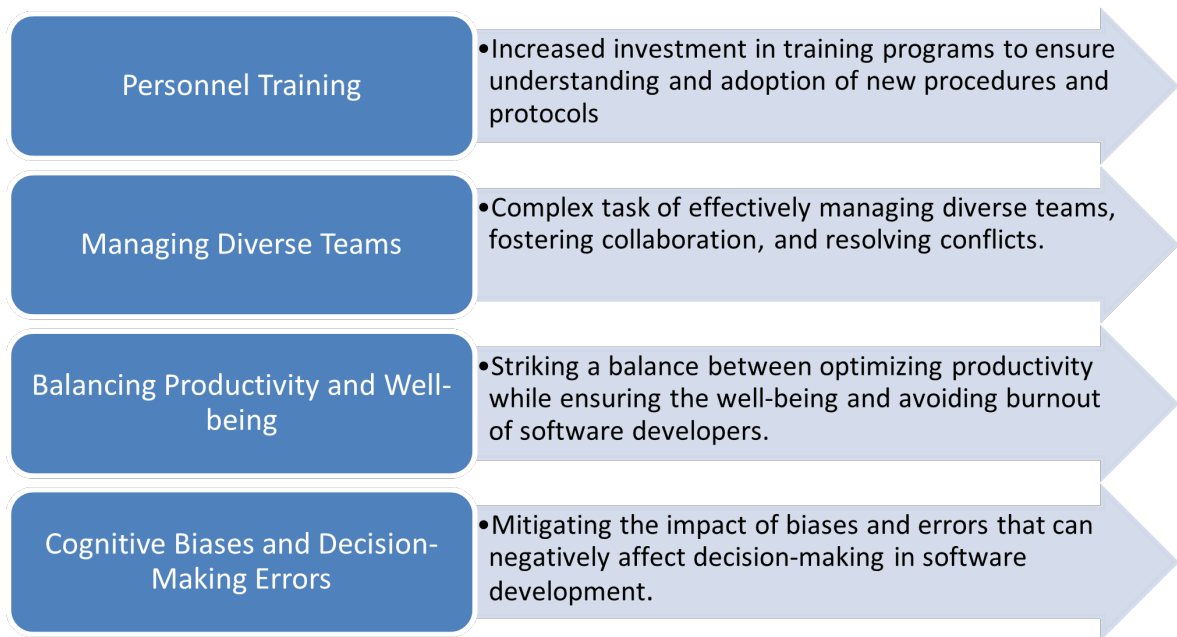 Personnel Training
•Increased investment in training programs to ensure
understanding and adoption of new procedures and
protocols
Managing Diverse Teams
•Complex task of effectively managing diverse teams,
fostering collaboration, and resolving conflicts.
Balancing Productivity and Well-
being
•Striking a balance between optimizing productivity
while ensuring the well-being and avoiding burnout
of software developers.
Cognitive Biases and Decision-
Making Errors
•Mitigating the impact of biases and errors that can
negatively affect decision-making in software
development.